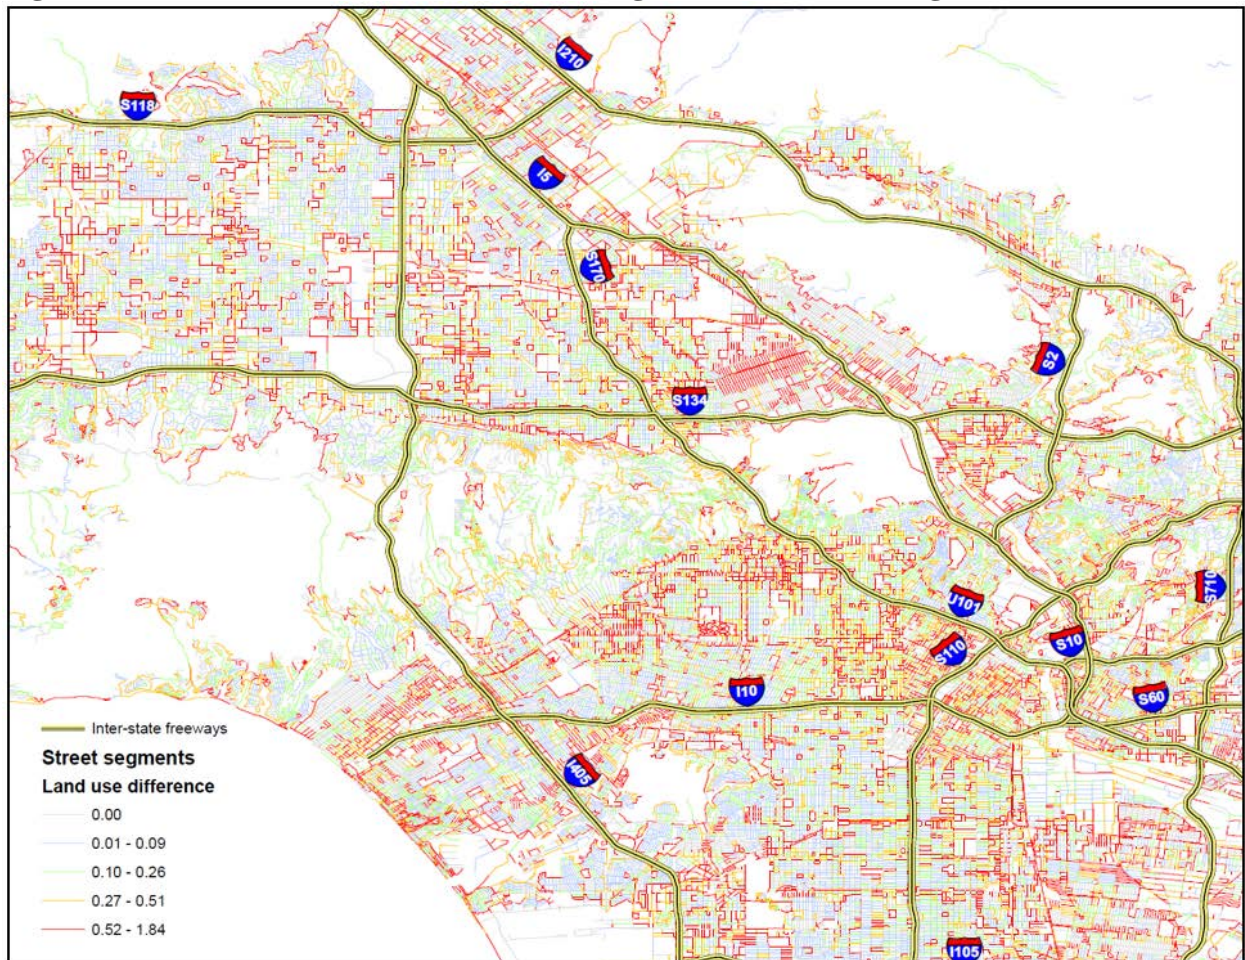 I210
S118
I5
S170
S2
S134
S710
U101
S110
S10
I10
S60
I405
I105
Inter-state freeways
Street segments
Land use difference
0.00
0.01 - 0.09
0.10 - 0.26
0.27 - 0.51
0.52 - 1.84